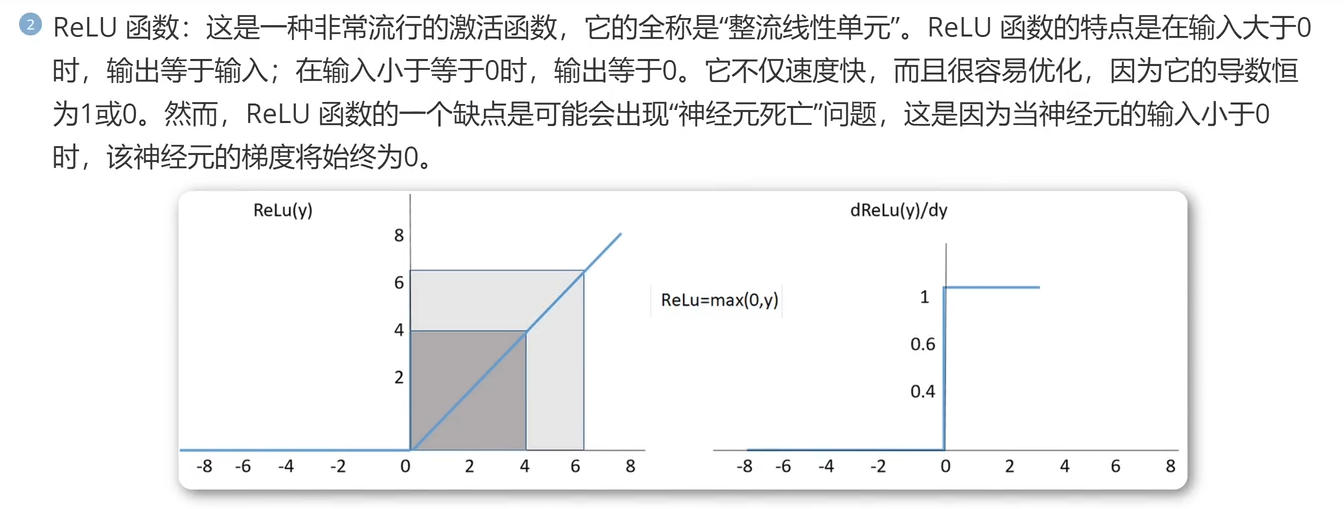 2 ReLU 函数：这是一种非常流行的激活函数，它的全称是“整流线性单元”。ReLU 函数的特点是在输入大于0
时，输出等于输入；在输入小于等于0时，输出等于0。它不仅速度快，而且很容易优化，因为它的导数恒
为1或0。然而，ReLU 函数的一个缺点是可能会出现“神经元死亡”问题，这是因为当神经元的输入小于0
时，该神经元的梯度将始终为0。
ReLu(y)
8
6
4
2
-8 -6 -4 -2 0 2 4 6 8
ReLu=max(0,y)
dReLu(y)/dy
1
0.6
0.4
-8 -6 -4 -2 0 2 4 6 8